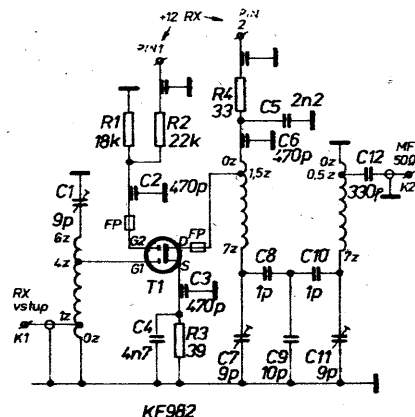 +12 RX
PIN 2
PIN1
R4
33
C5
2n2
R1
18k
R2
22k
C6
470p
0z
0z
MF
50Ω
C12
K2
0,5z
330p
1,5z
C1
9p
C2
470p
FP
FP
6z
G2
D
4z
G1
S
T1
7z
C8
1p
C10
1p
7z
RX
vstup
K1
1z
0z
C3
470p
C4
4n7
R3
39
C7
9p
C9
10p
C11
9p
KF982